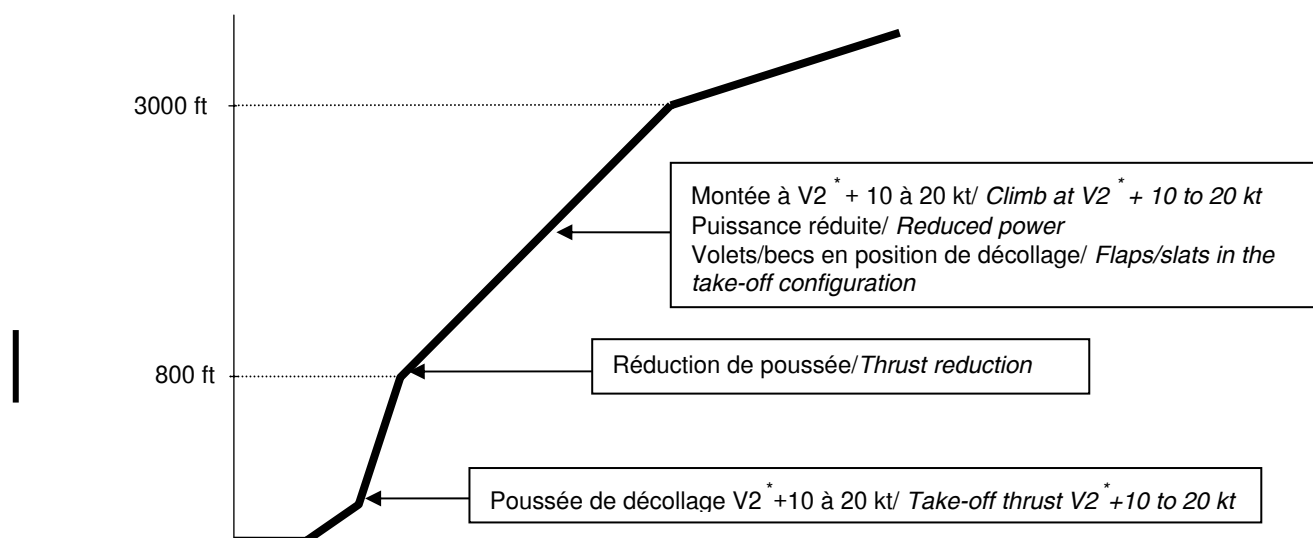 3000 ft
Montée à V2 * + 10 à 20 kt/ Climb at V2 * + 10 to 20 kt
Puissance réduite/ Reduced power
Volets/becs en position de décollage/ Flaps/slats in the
take-off configuration
800 ft
Réduction de poussée/Thrust reduction
Poussée de décollage V2 *+10 à 20 kt/ Take-off thrust V2 *+10 to 20 kt